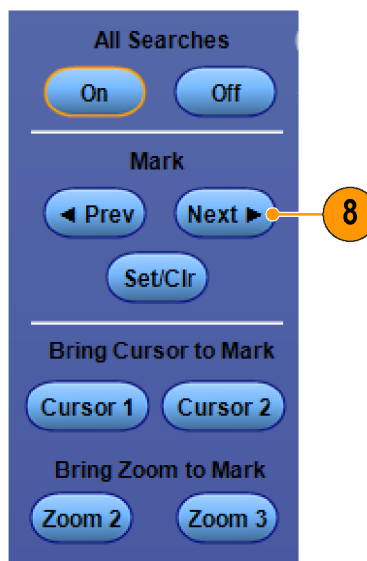 All Searches
On Off
Mark
◄ Prev Next ► 8
Set/Clr
Bring Cursor to Mark
Cursor 1 Cursor 2
Bring Zoom to Mark
Zoom 2 Zoom 3